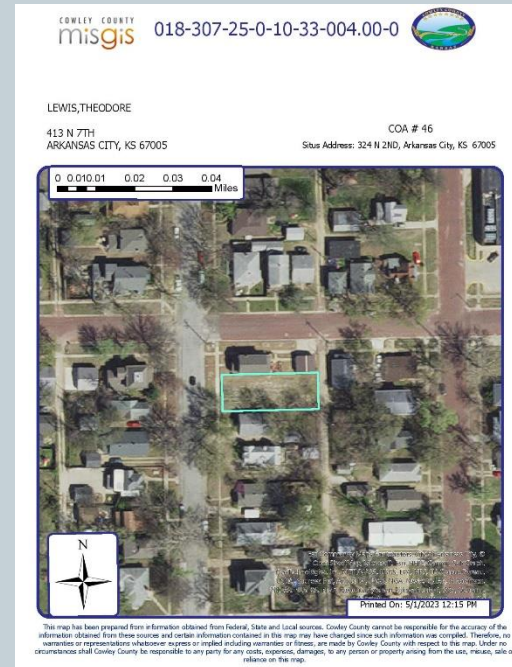 COWLEY COUNTY
misgis
018-307-25-0-10-33-004.00-0
LEWIS,THEODORE
413 N 7TH
ARKANSAS CITY, KS 67005
COA # 46
Situs Address: 324 N 2ND, Arkansas City, KS 67005
0 0.010.01 0.02 0.03 0.04
Miles
N
Printed On: 5/1/2023 12:15 PM
This map has been prepared from information obtained from Federal, State and Local sources. Cowley County cannot be responsible for the accuracy of the
information obtained from these sources and certain information contained in this map may have changed since such information was compiled. Therefore, no
warranties or representations whatsoever express or implied including warranties or fitness, are made by Cowley County with respect to this map. Under no
circumstances shall Cowley County be responsible to any party for any costs, expenses, damages, to any person or property arising from the use, misuse, sale or
reliance on this map.